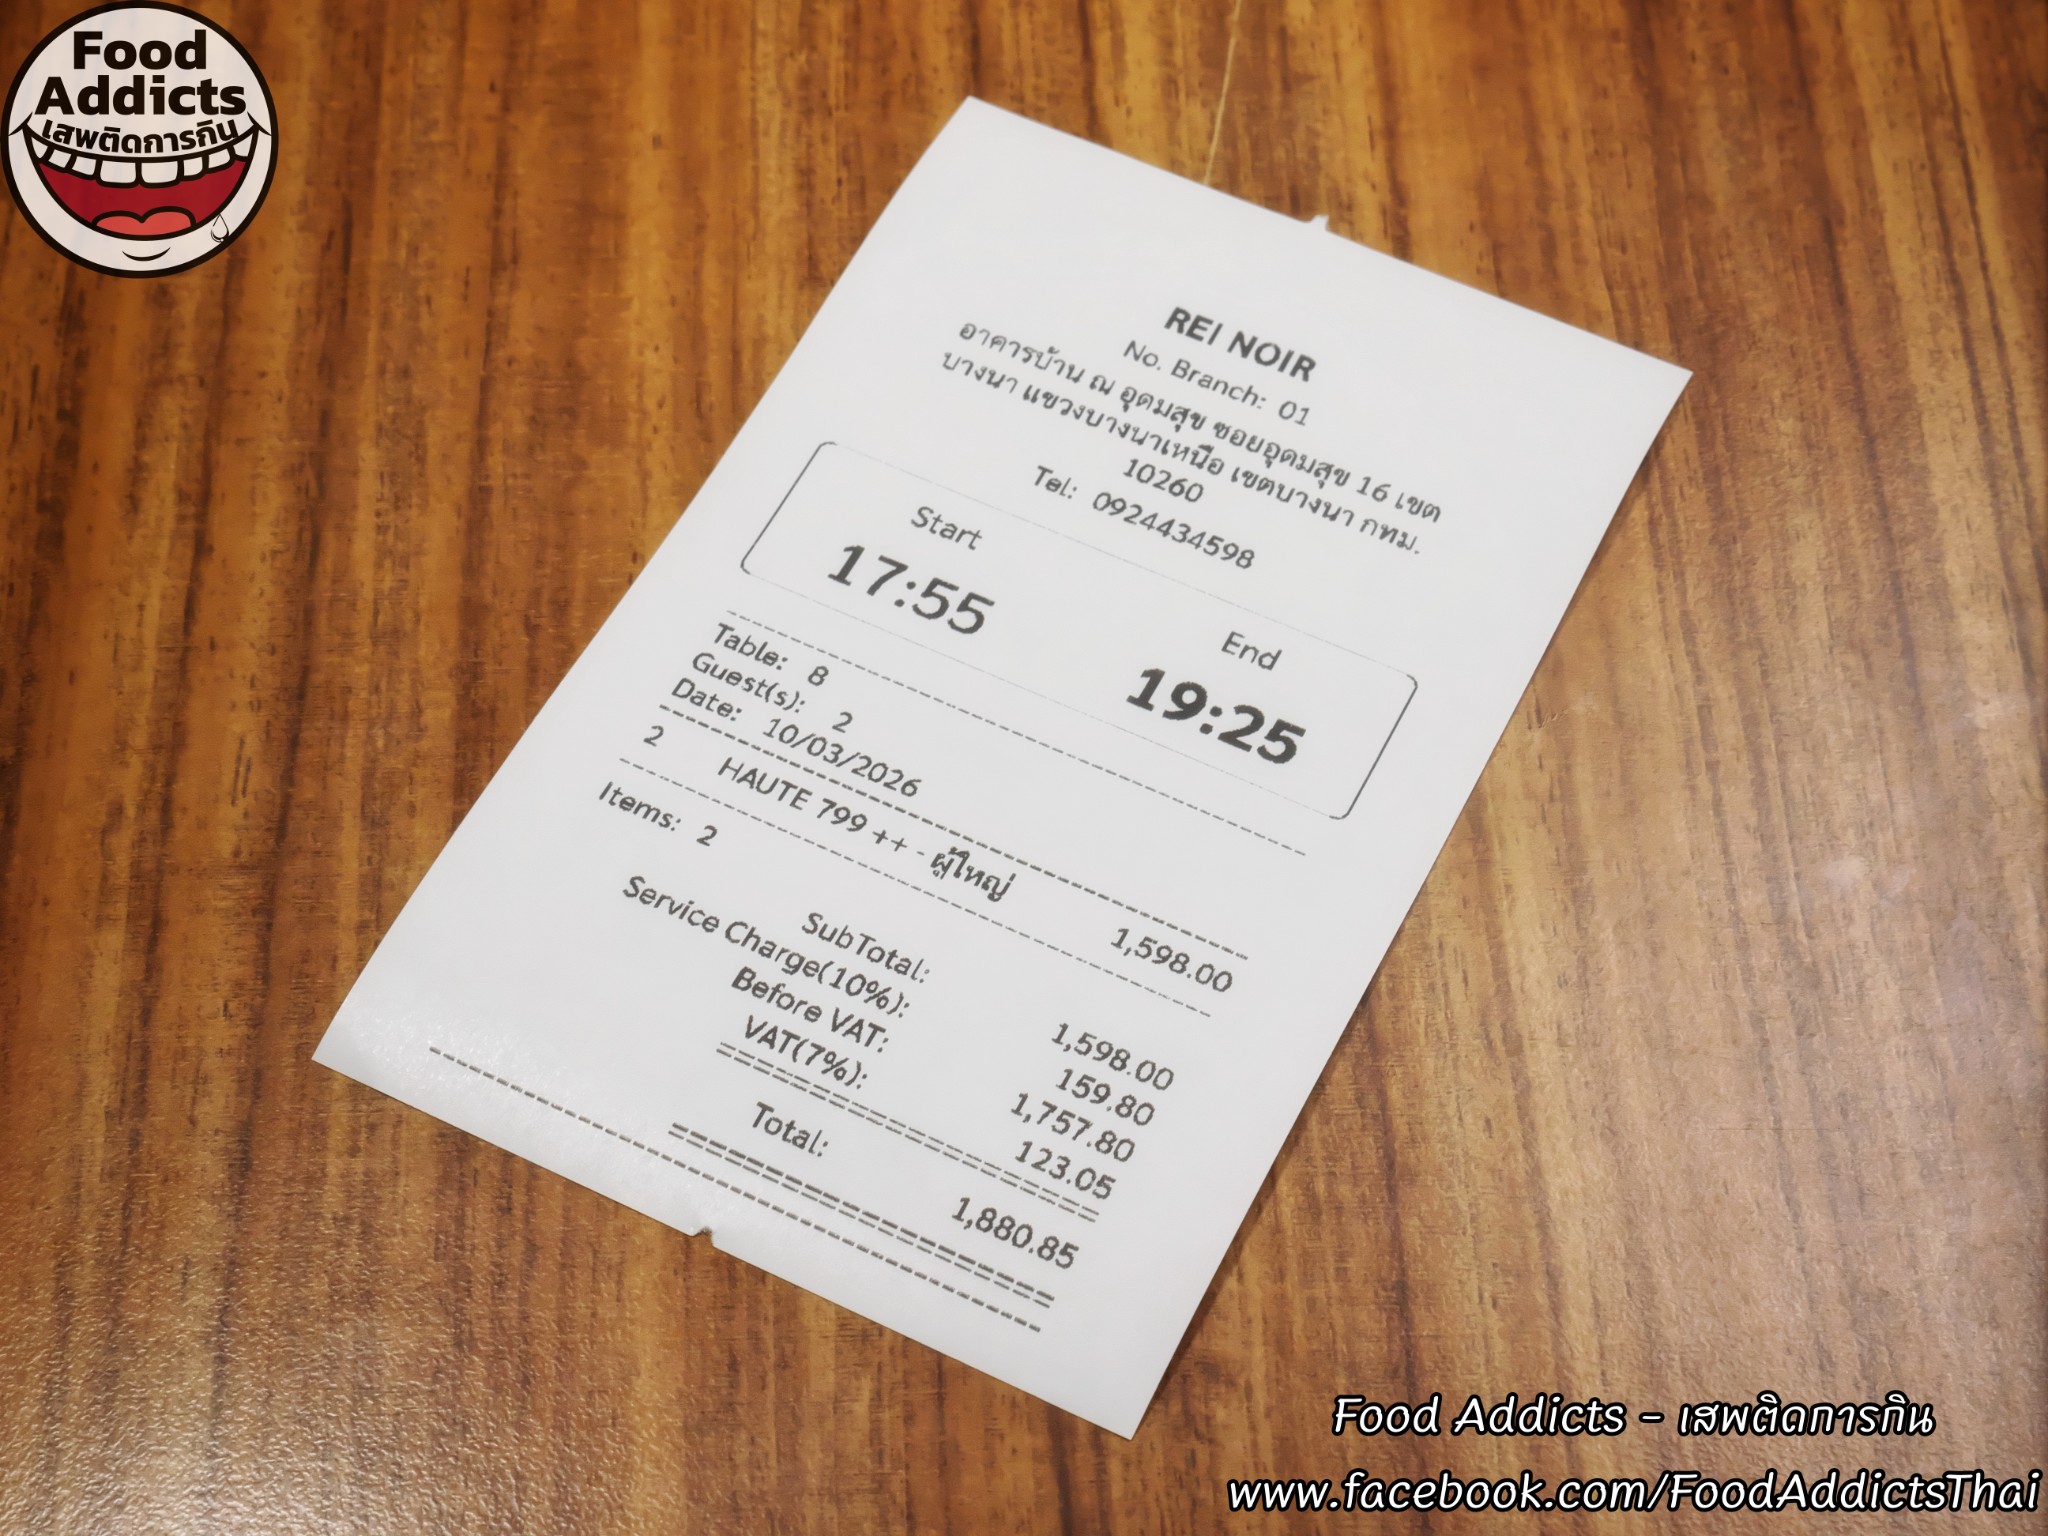 Food
Addicts
เสพติดการกิน
REI NOIR
No. Branch: 01
อาคารบ้าน ณ อุดมสุข ซอยอุดมสุข 16 เขต
บางนา แขวงบางนาเหนือ เขตบางนา กทม.
10260
Tel: 0924434598
Start End
17:55 19:25
Table: 8
Guest(s): 2
Date: 10/03/2026
2 HAUTE 799 ++ - ผู้ใหญ่ 1,598.00
Items: 2
SubTotal: 1,598.00
Service Charge(10%): 159.80
Before VAT: 1,757.80
VAT(7%): 123.05
Total: 1,880.85
Food Addicts - เสพติดการกิน
www.facebook.com/FoodAddictsThai